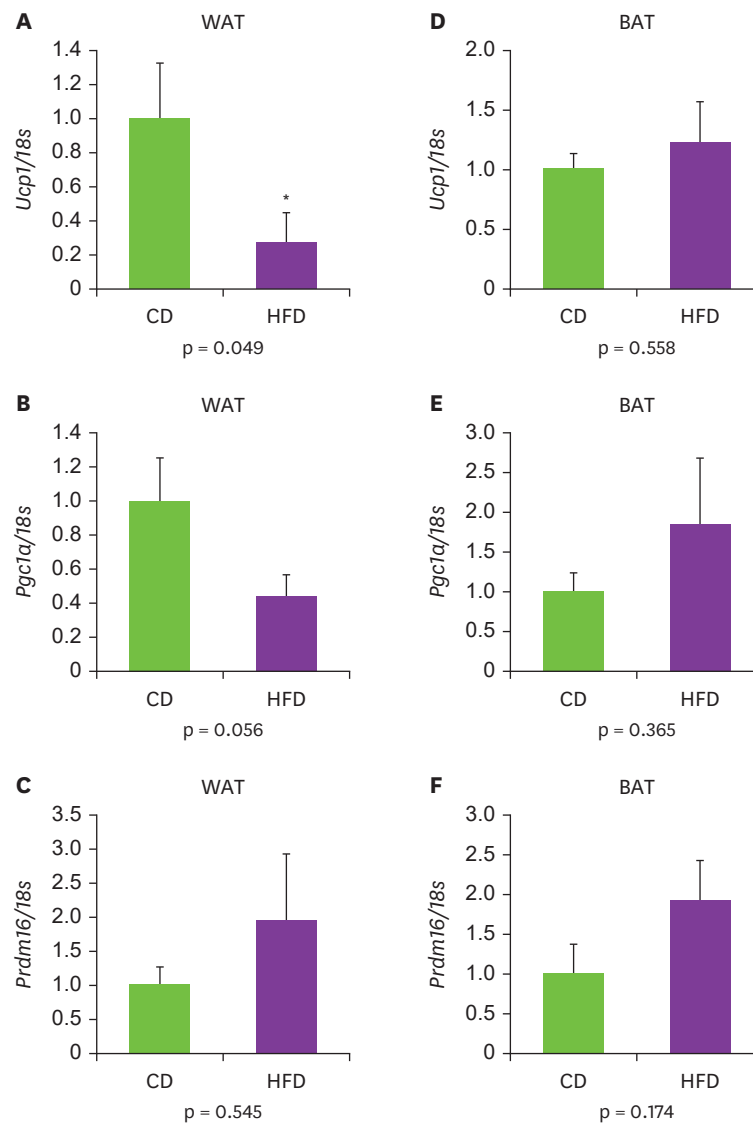 A
WAT
1.4
1.2
1.0
0.8
0.6
0.4
0.2
0
Ucp1/18s
*
CD
HFD
p = 0.049
D
BAT
2.0
1.5
1.0
0.5
0
Ucp1/18s
CD
HFD
p = 0.558
B
WAT
1.4
1.2
1.0
0.8
0.6
0.4
0.2
0
Pgc1α/18s
CD
HFD
p = 0.056
E
BAT
3.0
2.5
2.0
1.5
1.0
0.5
0
Pgc1α/18s
CD
HFD
p = 0.365
C
WAT
3.5
3.0
2.5
2.0
1.5
1.0
0.5
0
Prdm16/18s
CD
HFD
p = 0.545
F
BAT
3.0
2.5
2.0
1.5
1.0
0.5
0
Prdm16/18s
CD
HFD
p = 0.174